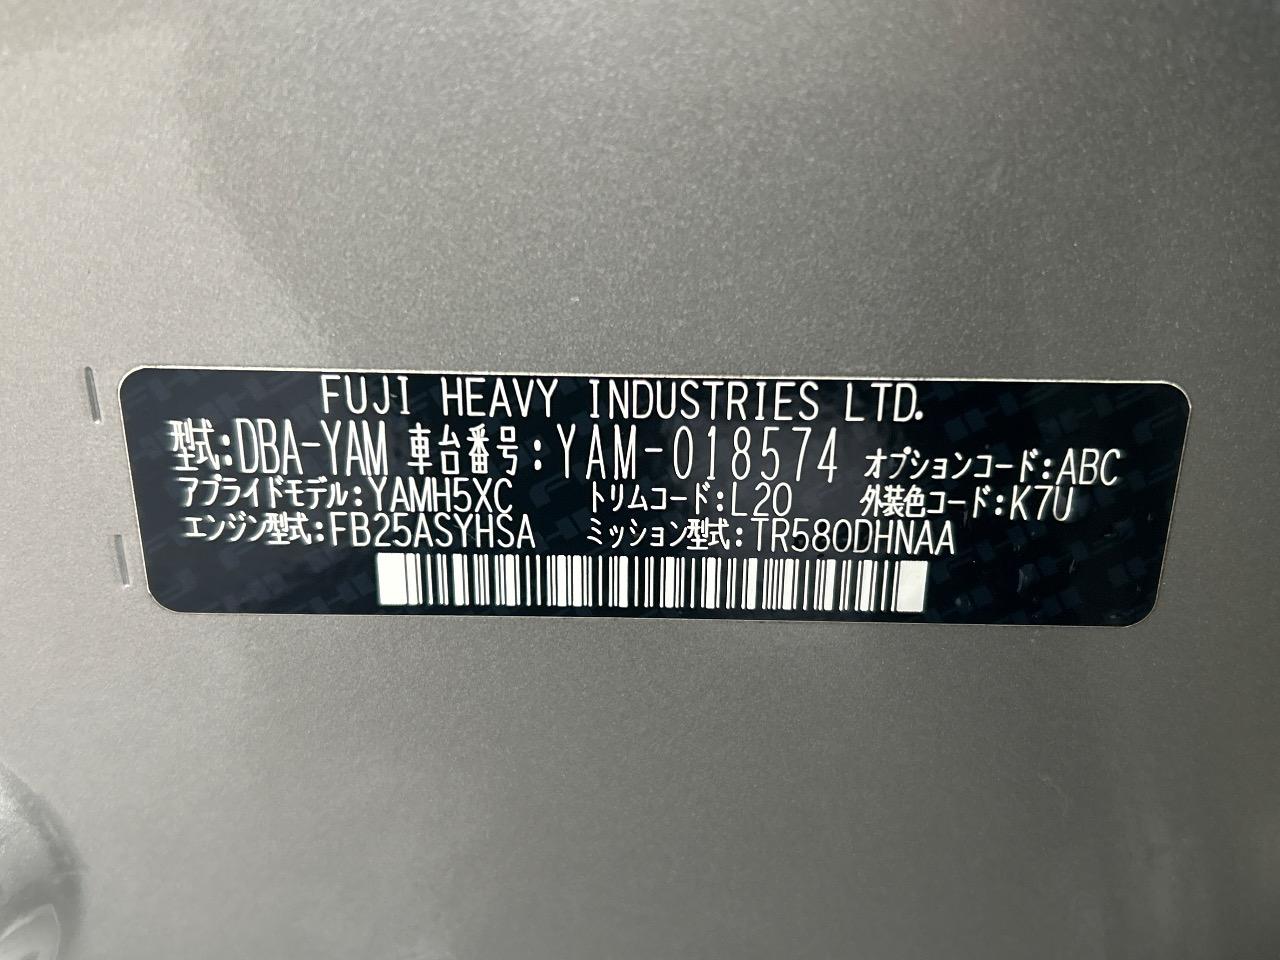 FUJI HEAVY INDUSTRIES LTD.
型式:DBA-YAM 車台番号:YAM-018574 オプションコード:ABC
アプライドモデル:YAMH5XC トリムコード:L20 外装色コード:K7U
エンジン型式:FB25ASYHSA ミッション型式:TR580DHNAA